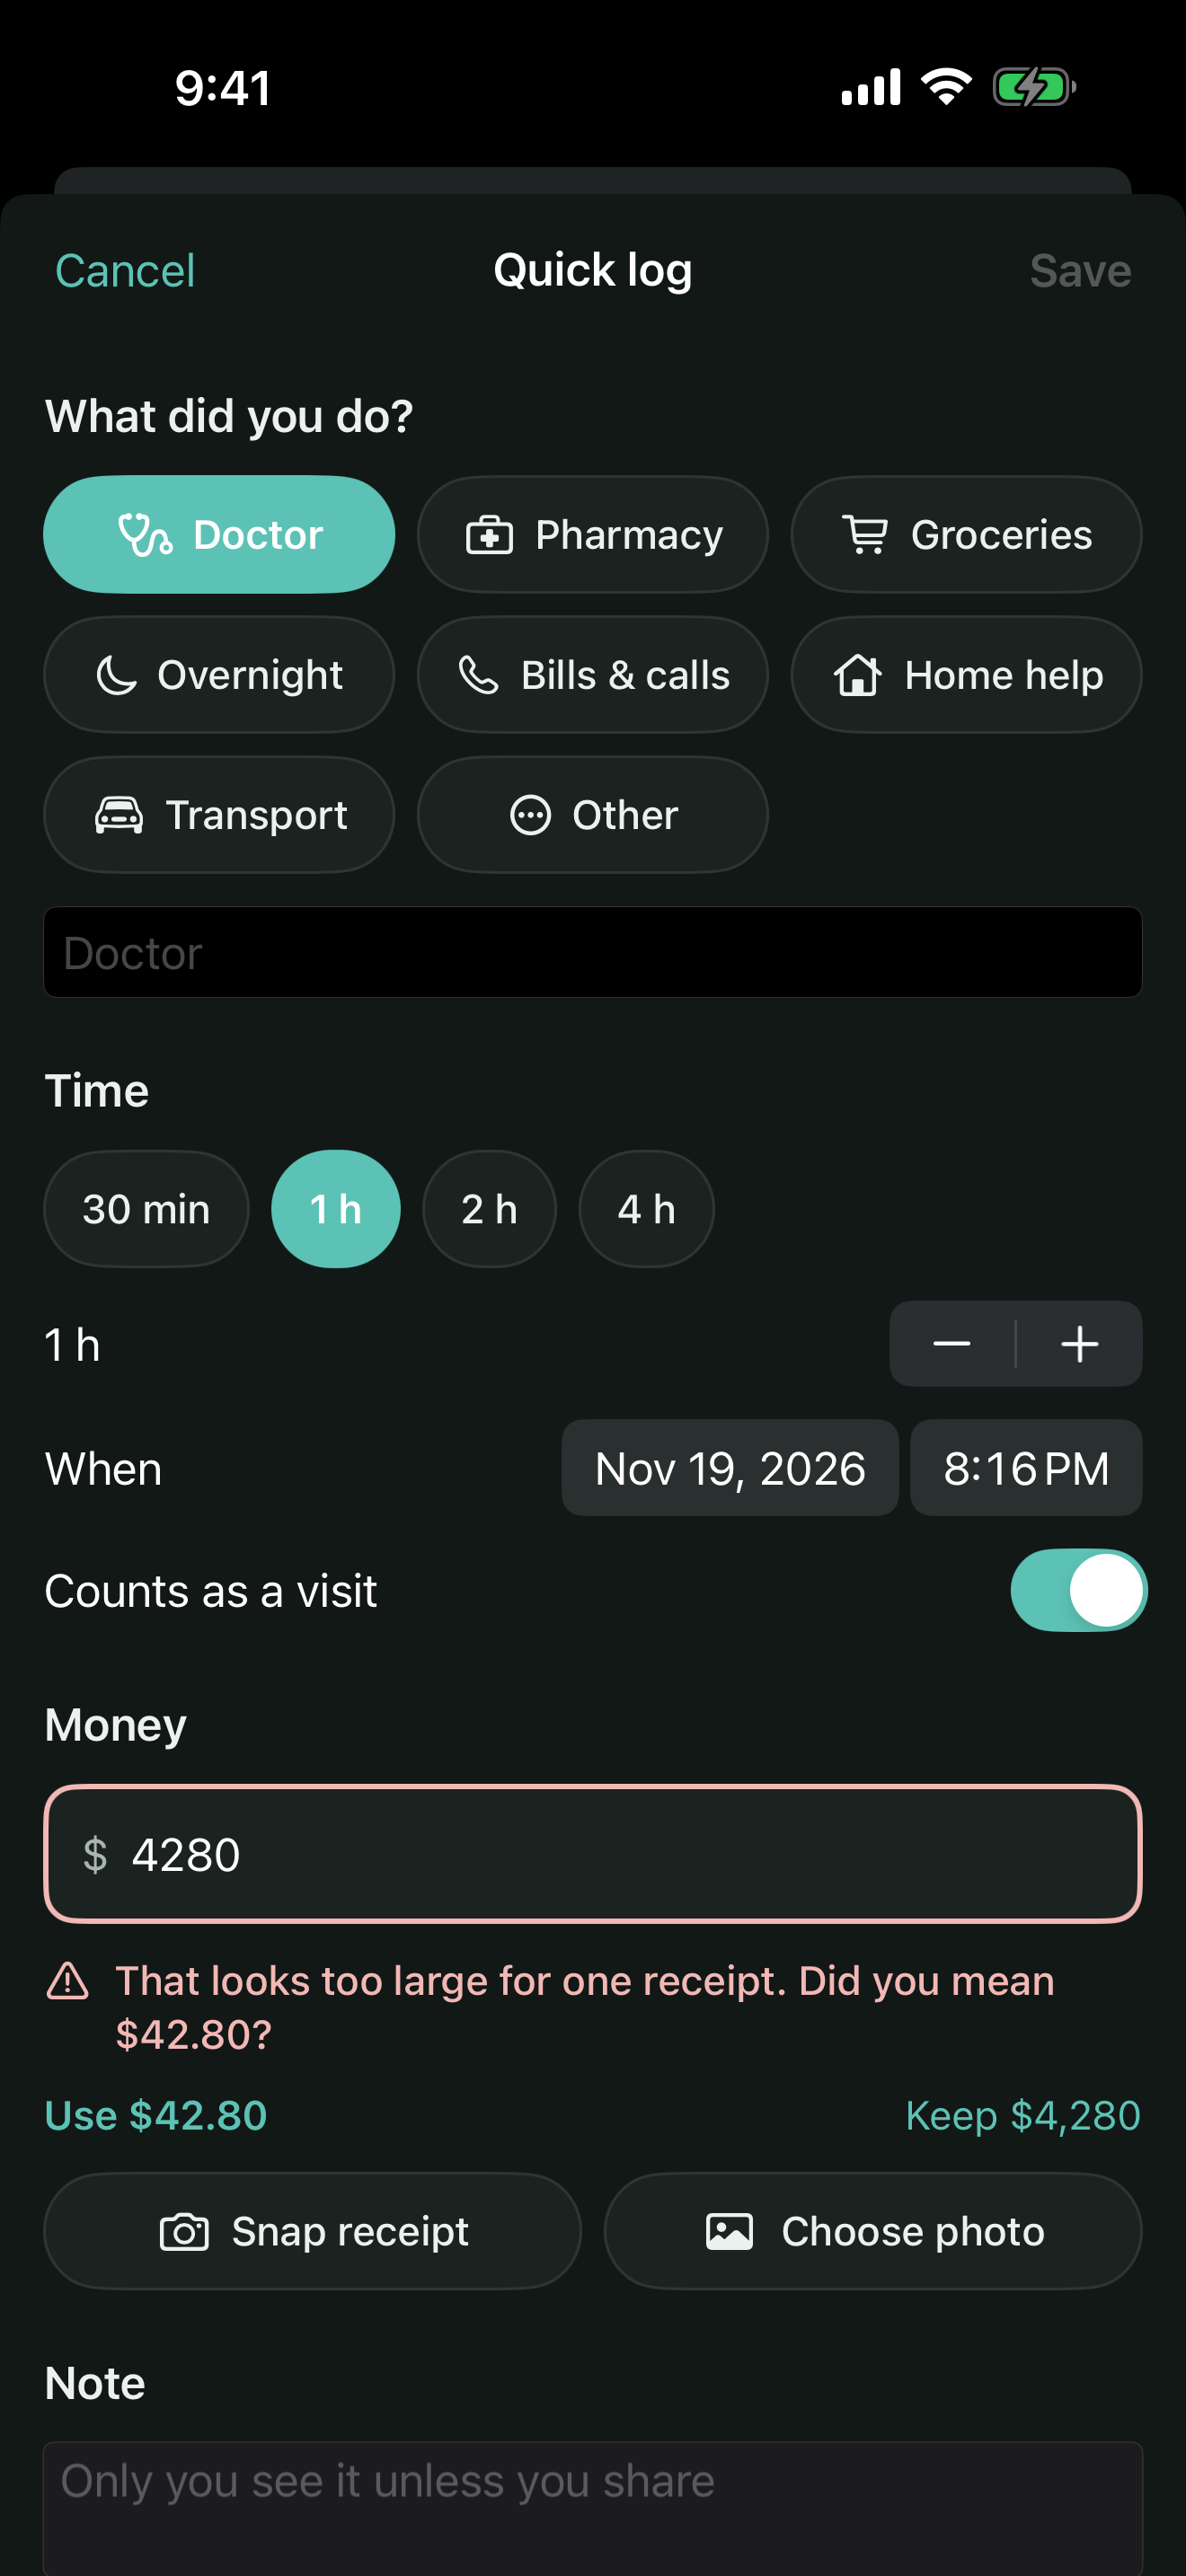 9:41
Cancel
Quick log
Save
What did you do?
Doctor
Pharmacy
Groceries
Overnight
Bills & calls
Home help
Transport
Other
Doctor
Time
30 min
1 h
2 h
4 h
1 h
When
Nov 19, 2026
8:16 PM
Counts as a visit
Money
$ 4280
That looks too large for one receipt. Did you mean
$42.80?
Use $42.80
Keep $4,280
Snap receipt
Choose photo
Note
Only you see it unless you share